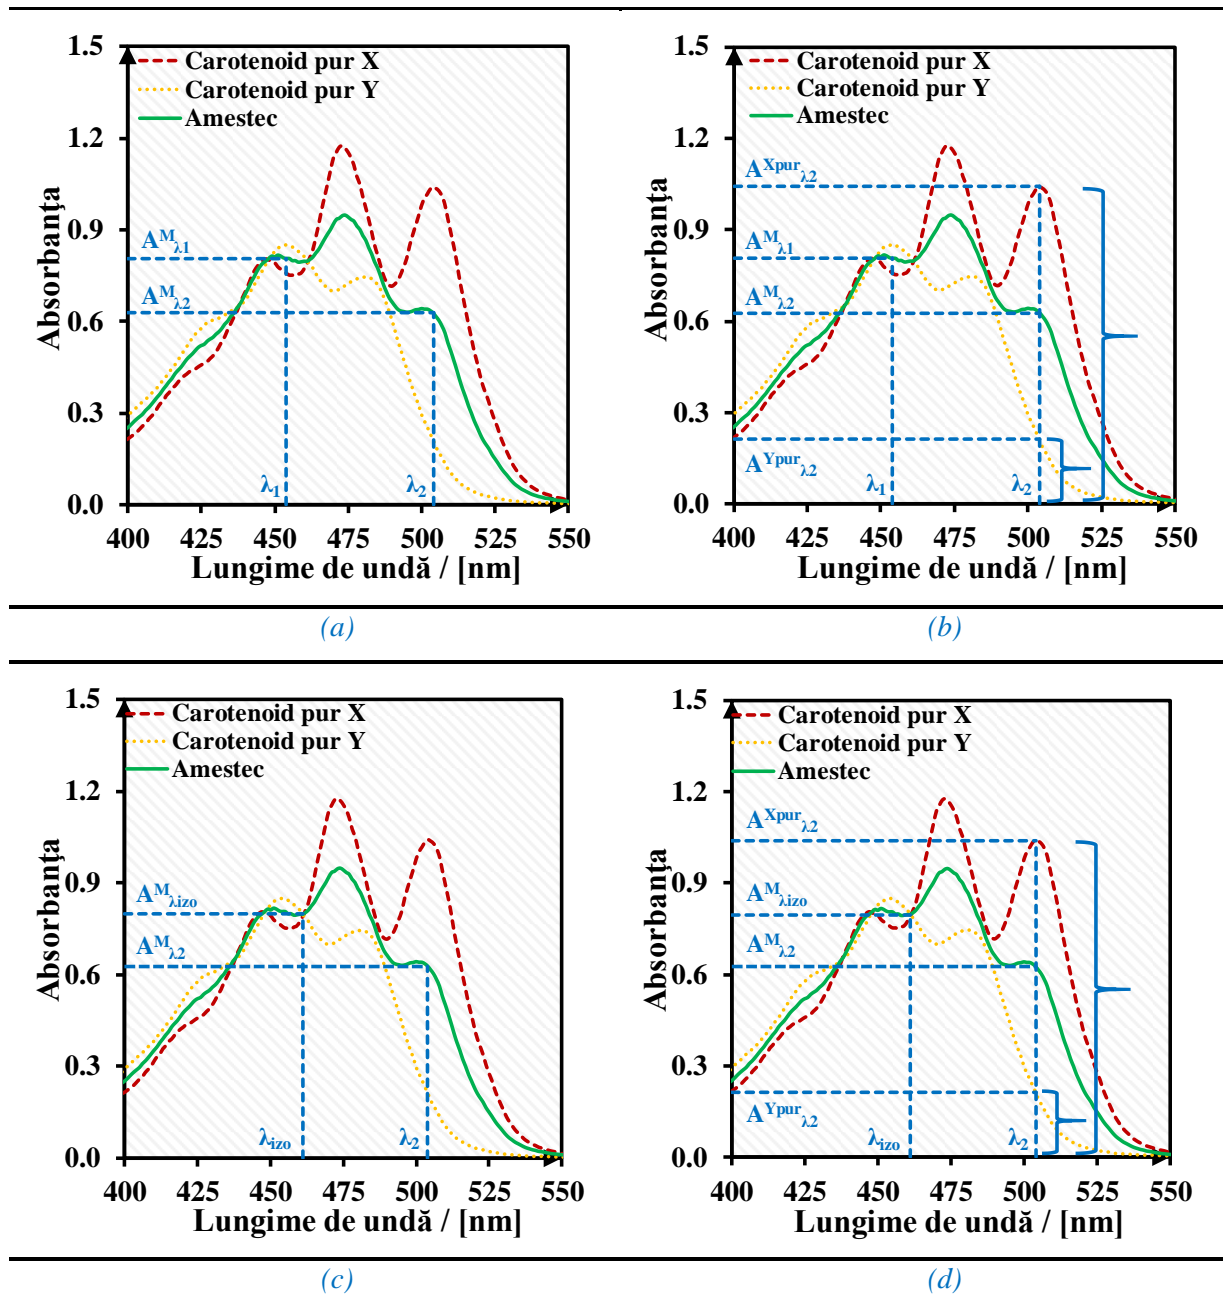 1.5
1.2
0.9
0.6
0.3
0.0
Absorbanţa
Carotenoid pur X
Carotenoid pur Y
Amestec
A^M_λ1
A^M_λ2
λ1
λ2
400 425 450 475 500 525 550
Lungime de undă / [nm]
(a)
1.5
1.2
0.9
0.6
0.3
0.0
Absorbanţa
Carotenoid pur X
Carotenoid pur Y
Amestec
A^Xpur_λ2
A^M_λ1
A^M_λ2
A^Ypur_λ2
λ1
λ2
400 425 450 475 500 525 550
Lungime de undă / [nm]
(b)
1.5
1.2
0.9
0.6
0.3
0.0
Absorbanţa
Carotenoid pur X
Carotenoid pur Y
Amestec
A^M_λizo
A^M_λ2
λizo
λ2
400 425 450 475 500 525 550
Lungime de undă / [nm]
(c)
1.5
1.2
0.9
0.6
0.3
0.0
Absorbanţa
Carotenoid pur X
Carotenoid pur Y
Amestec
A^Xpur_λ2
A^M_λizo
A^M_λ2
A^Ypur_λ2
λizo
λ2
400 425 450 475 500 525 550
Lungime de undă / [nm]
(d)